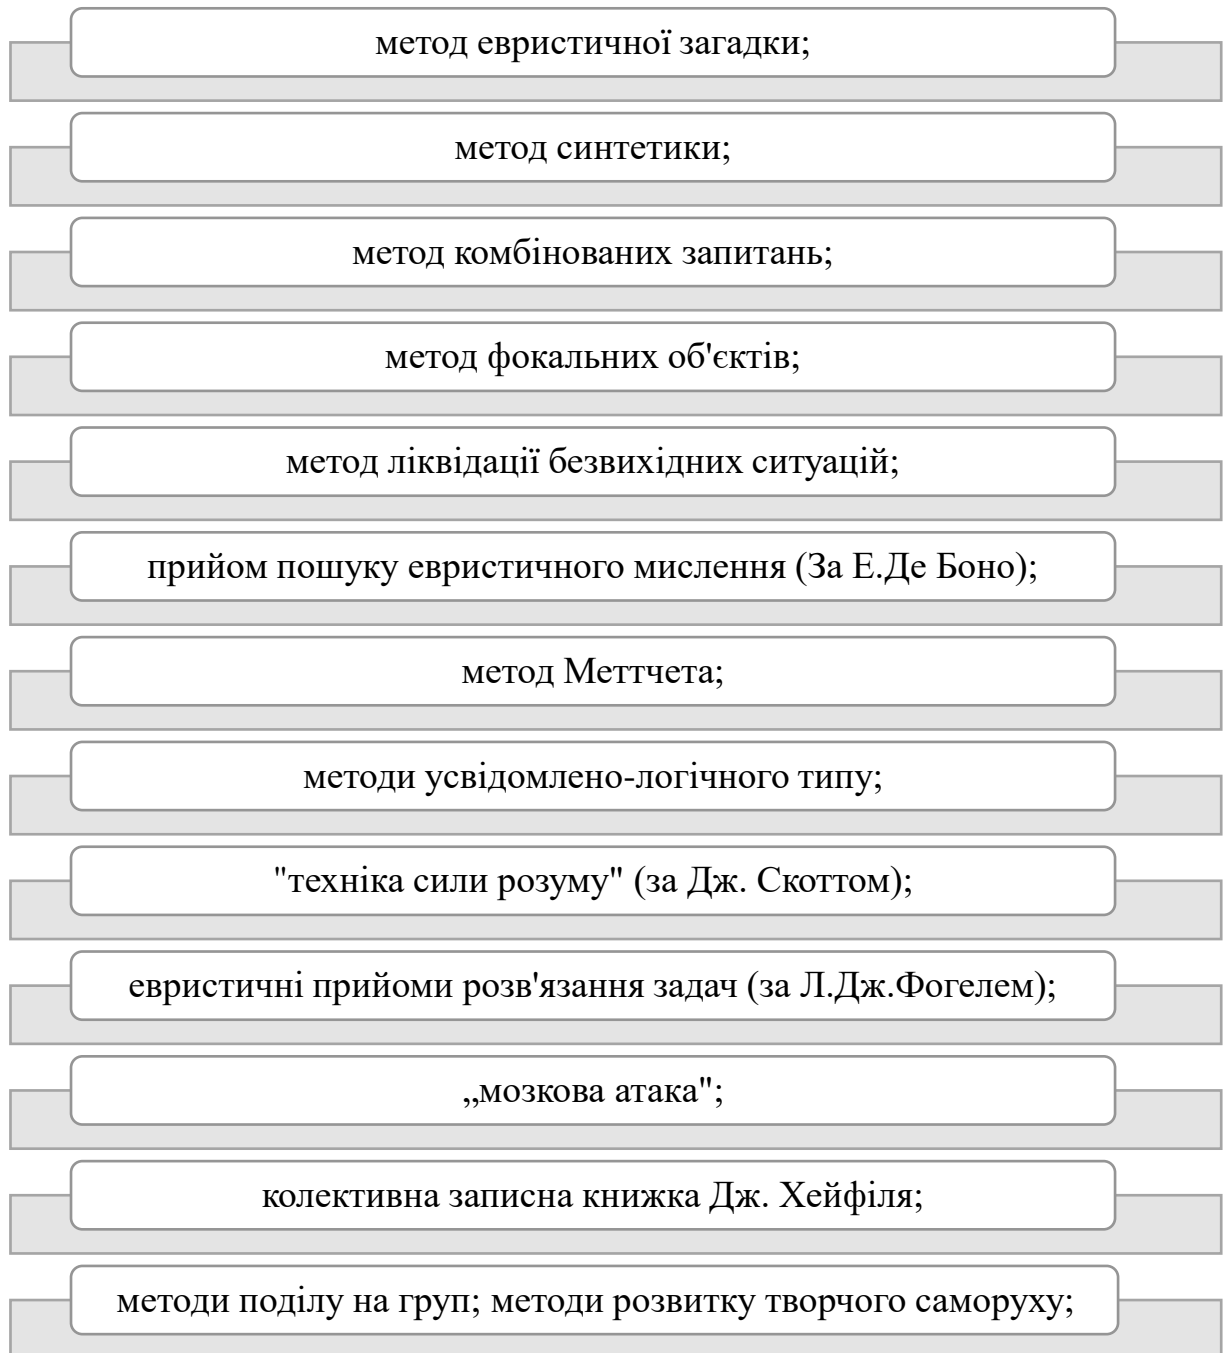 метод евристичної загадки;
метод синтетики;
метод комбінованих запитань;
метод фокальних об'єктів;
метод ліквідації безвихідних ситуацій;
прийом пошуку евристичного мислення (За Е.Де Боно);
метод Меттчета;
методи усвідомлено-логічного типу;
"техніка сили розуму" (за Дж. Скоттом);
евристичні прийоми розв'язання задач (за Л.Дж.Фогелем);
„мозкова атака";
колективна записна книжка Дж. Хейфіля;
методи поділу на груп; методи розвитку творчого саморуху;